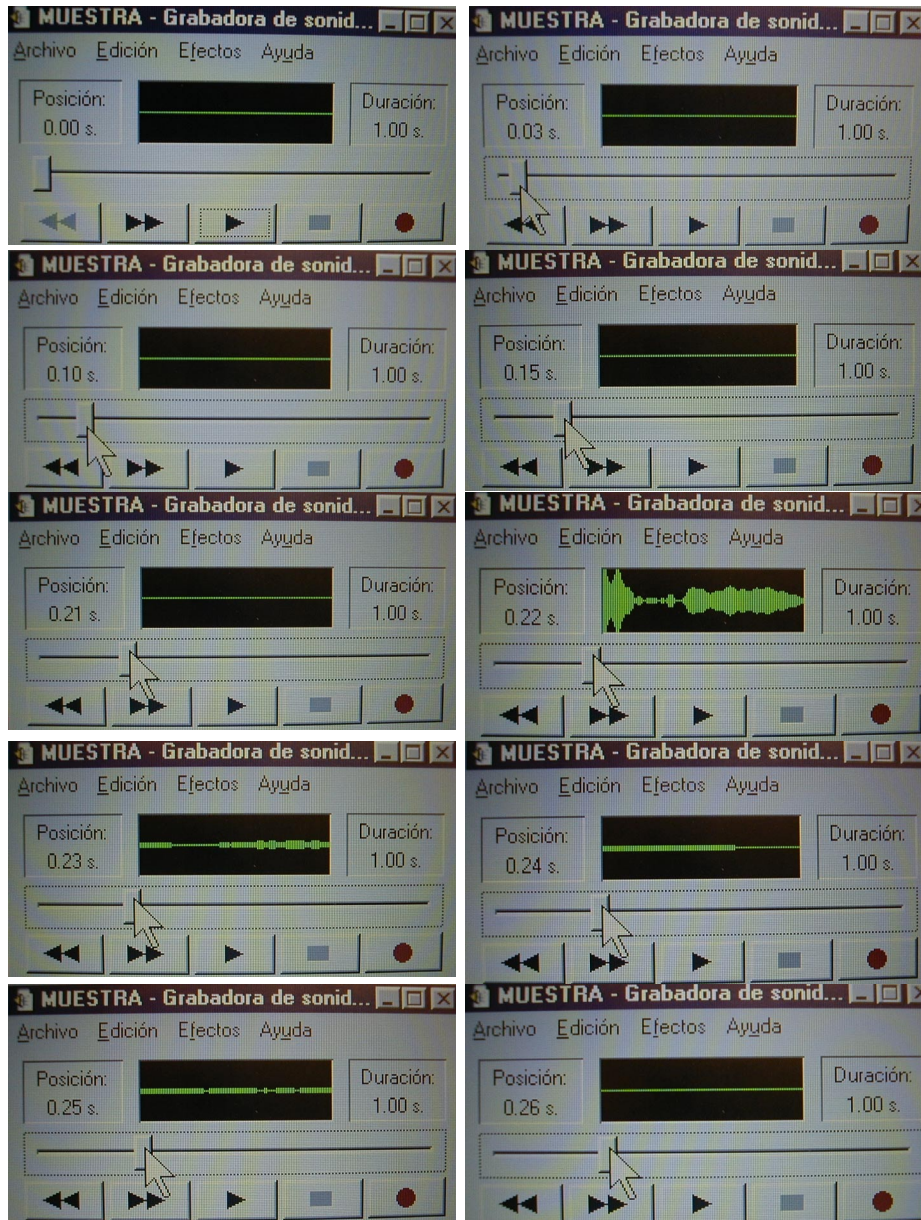 MUESTRA - Grabadora de sonid...
Archivo Edición Efectos Ayuda
Posición: Duración:
0.00 s. 1.00 s.
MUESTRA - Grabadora de sonid...
Archivo Edición Efectos Ayuda
Posición: Duración:
0.03 s. 1.00 s.
MUESTRA - Grabadora de sonid...
Archivo Edición Efectos Ayuda
Posición: Duración:
0.10 s. 1.00 s.
MUESTRA - Grabadora de sonid...
Archivo Edición Efectos Ayuda
Posición: Duración:
0.15 s. 1.00 s.
MUESTRA - Grabadora de sonid...
Archivo Edición Efectos Ayuda
Posición: Duración:
0.21 s. 1.00 s.
MUESTRA - Grabadora de sonid...
Archivo Edición Efectos Ayuda
Posición: Duración:
0.22 s. 1.00 s.
MUESTRA - Grabadora de sonid...
Archivo Edición Efectos Ayuda
Posición: Duración:
0.23 s. 1.00 s.
MUESTRA - Grabadora de sonid...
Archivo Edición Efectos Ayuda
Posición: Duración:
0.24 s. 1.00 s.
MUESTRA - Grabadora de sonid...
Archivo Edición Efectos Ayuda
Posición: Duración:
0.25 s. 1.00 s.
MUESTRA - Grabadora de sonid...
Archivo Edición Efectos Ayuda
Posición: Duración:
0.26 s. 1.00 s.